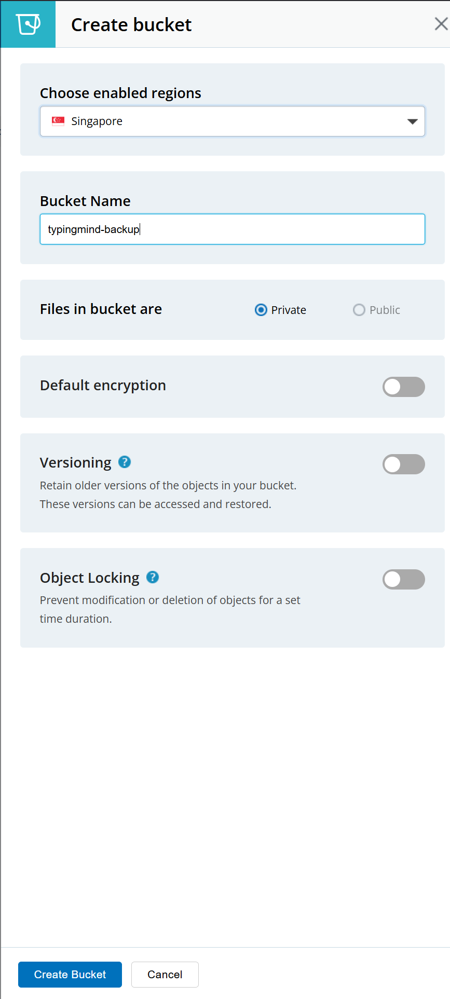 Create bucket
Choose enabled regions
Singapore
Bucket Name
typingmind-backup
Files in bucket are
Private
Public
Default encryption
Versioning ?
Retain older versions of the objects in your bucket.
These versions can be accessed and restored.
Object Locking ?
Prevent modification or deletion of objects for a set
time duration.
Create Bucket
Cancel